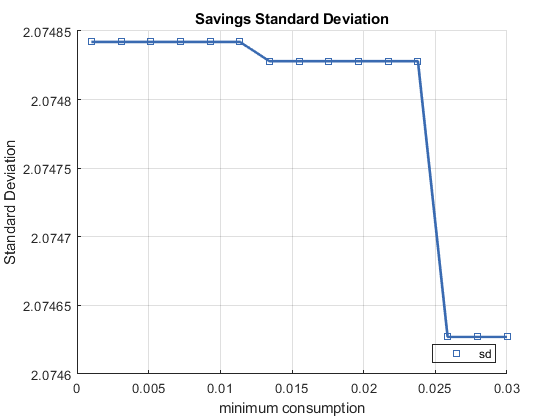 Savings Standard Deviation
2.07485
2.0748
2.07475
2.0747
2.07465
2.0746
Standard Deviation
sd
0 0.005 0.01 0.015 0.02 0.025 0.03
minimum consumption